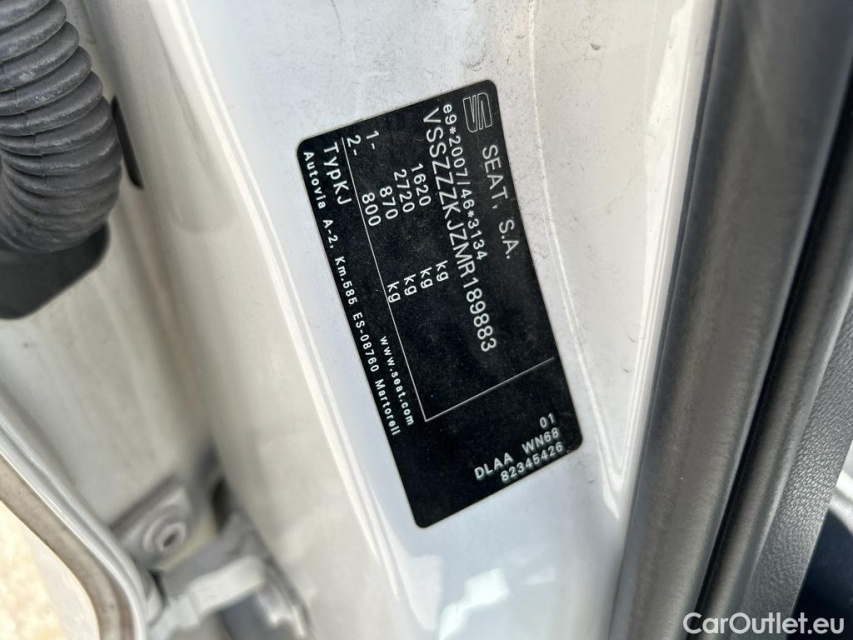 SEAT, S.A.
e9*2007/46*3134
VSSZZZKJZMR189883
1620 kg
2720 kg
1- 870 kg
2- 800 kg
TypKJ
www.seat.com
Autovia A-2, Km.585 ES-08760 Martorell
01
DLAA WN68
82345426
CarOutlet.eu